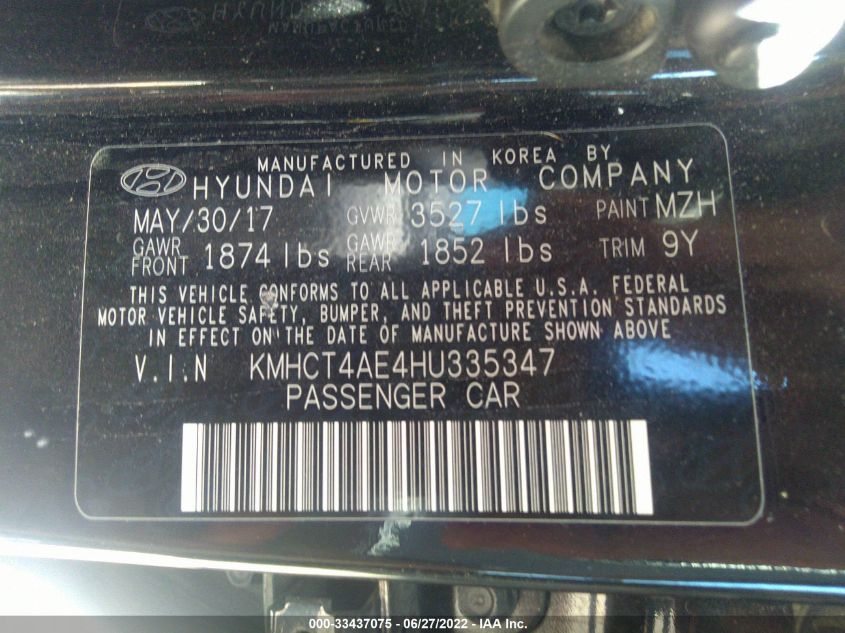 MANUFACTURED IN KOREA BY
HYUNDAI MOTOR COMPANY
MAY/30/17 GVWR 3527 lbs PAINT MZH
GAWR FRONT 1874 lbs GAWR REAR 1852 lbs TRIM 9Y
THIS VEHICLE CONFORMS TO ALL APPLICABLE U.S.A. FEDERAL
MOTOR VEHICLE SAFETY, BUMPER, AND THEFT PREVENTION STANDARDS
IN EFFECT ON THE DATE OF MANUFACTURE SHOWN ABOVE
V.I.N KMHCT4AE4HU335347
PASSENGER CAR
000-33437075 - 06/27/2022 - IAA Inc.